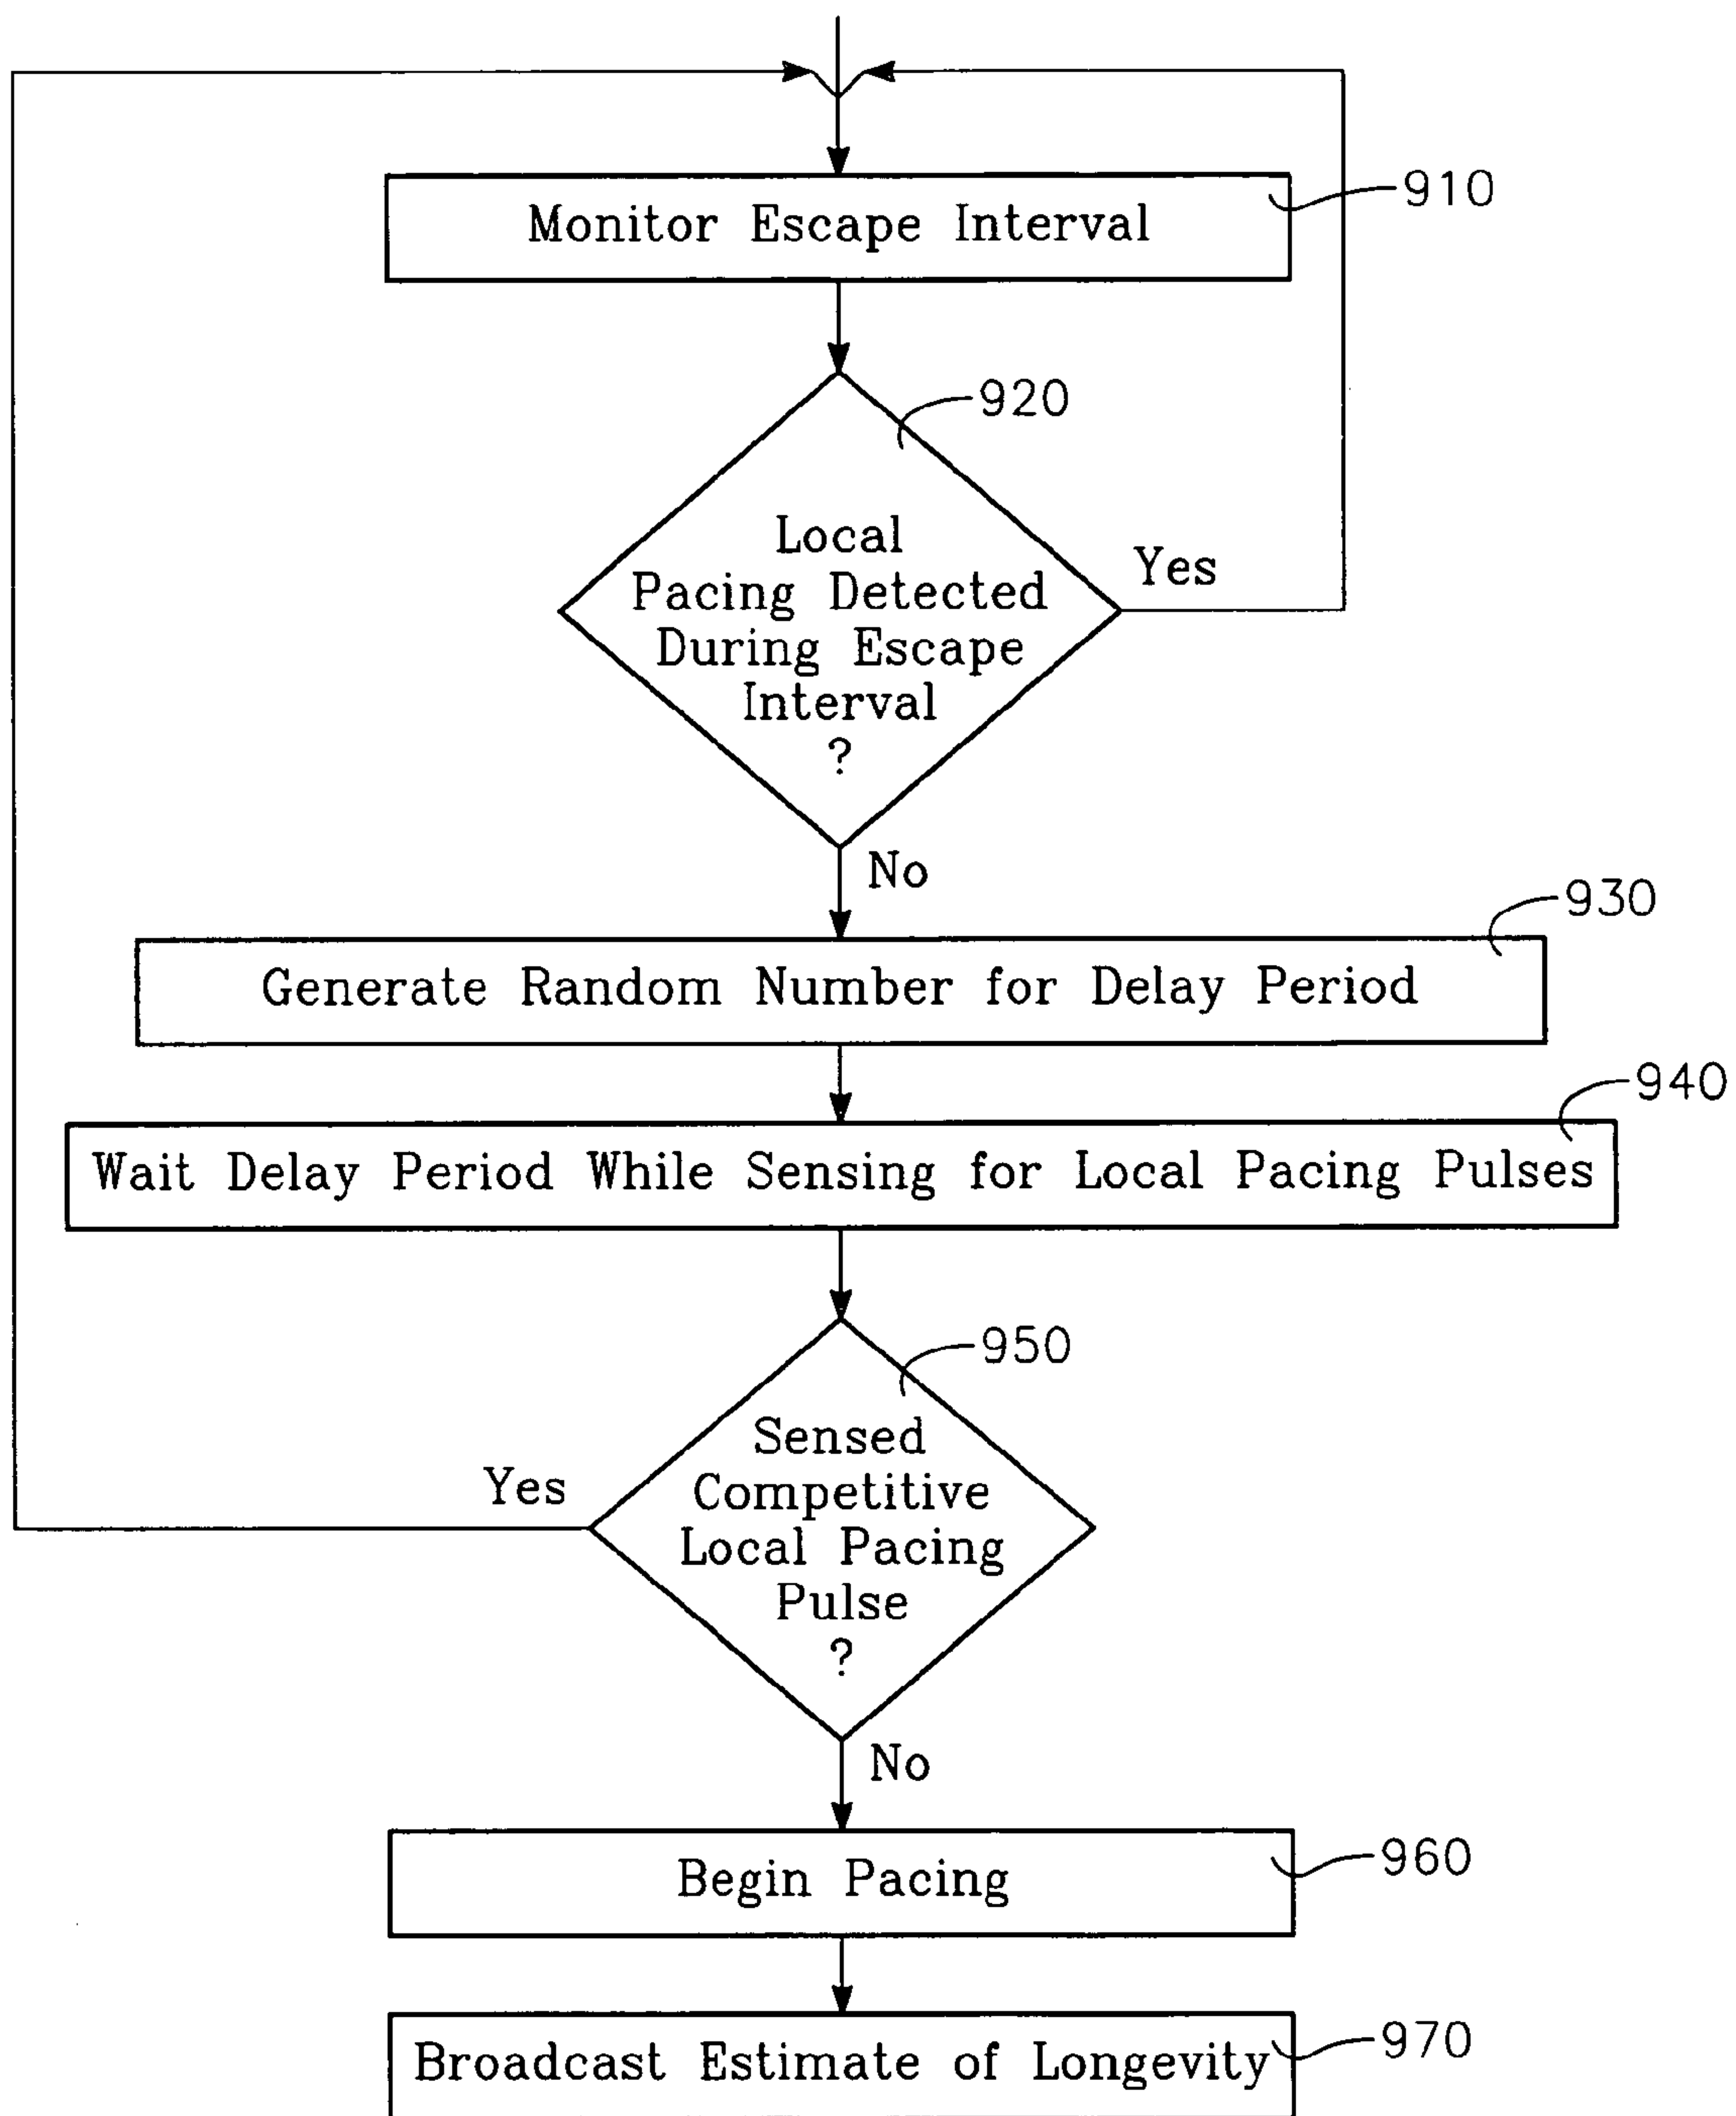 Monitor Escape Interval
910
920
Local
Pacing Detected
During Escape
Interval
?
Yes
No
930
Generate Random Number for Delay Period
940
Wait Delay Period While Sensing for Local Pacing Pulses
950
Sensed
Competitive
Local Pacing
Pulse
?
Yes
No
Begin Pacing
960
Broadcast Estimate of Longevity
970